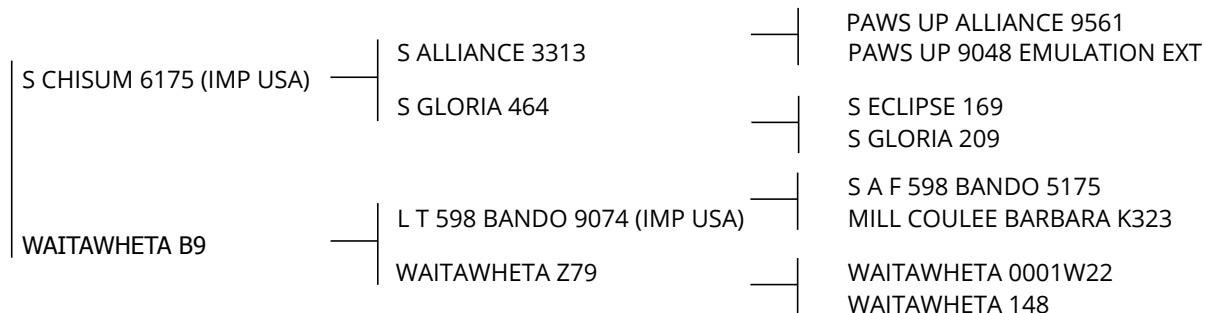 PAWS UP ALLIANCE 9561
S ALLIANCE 3313
PAWS UP 9048 EMULATION EXT
S CHISUM 6175 (IMP USA)
S GLORIA 464
S ECLIPSE 169
S GLORIA 209
S A F 598 BANDO 5175
L T 598 BANDO 9074 (IMP USA)
MILL COULEE BARBARA K323
WAITAWHETA B9
WAITAWHETA Z79
WAITAWHETA 0001W22
WAITAWHETA 148